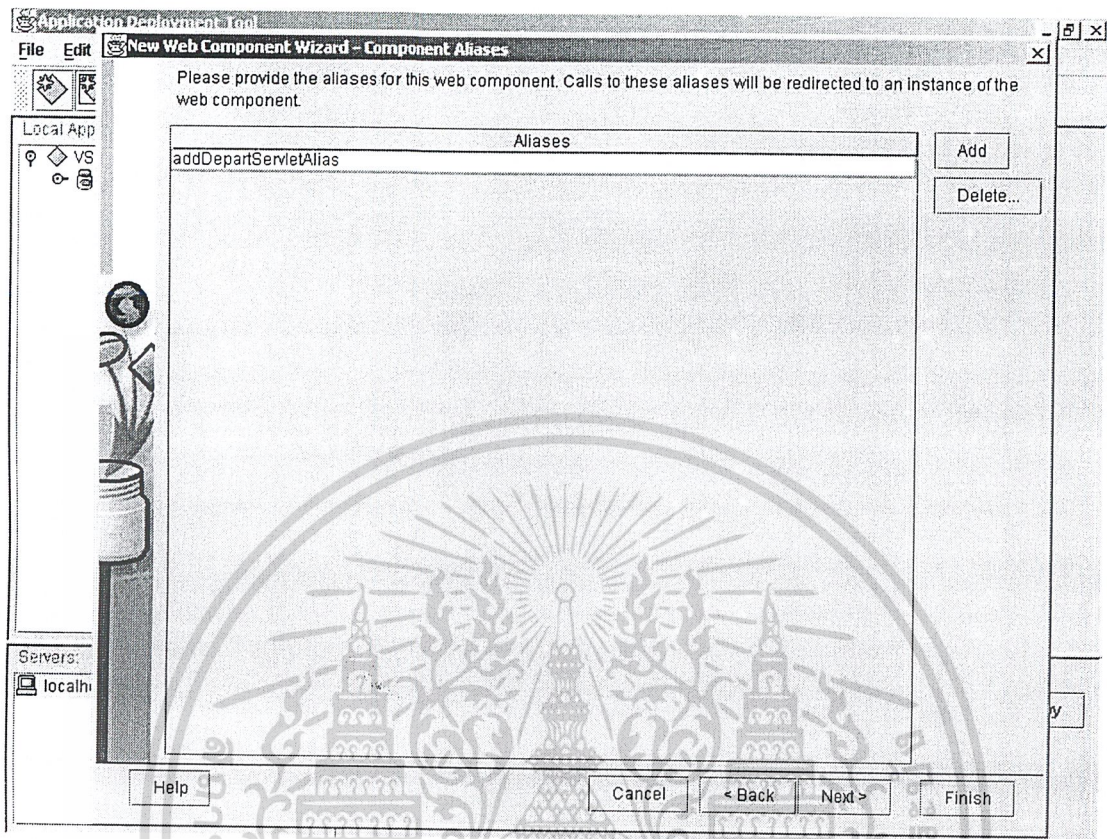 Application Deployment Tool
File Edit
New Web Component Wizard - Component Aliases
Please provide the aliases for this web component. Calls to these aliases will be redirected to an instance of the
web component.
Local App
VS
Aliases
addDepartServletAlias
Add
Delete...
Servers:
localh
Help
Cancel
< Back
Next >
Finish